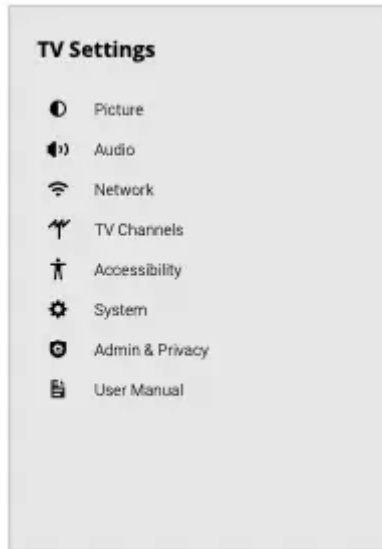 TV Settings
Picture
Audio
Network
TV Channels
Accessibility
System
Admin & Privacy
User Manual